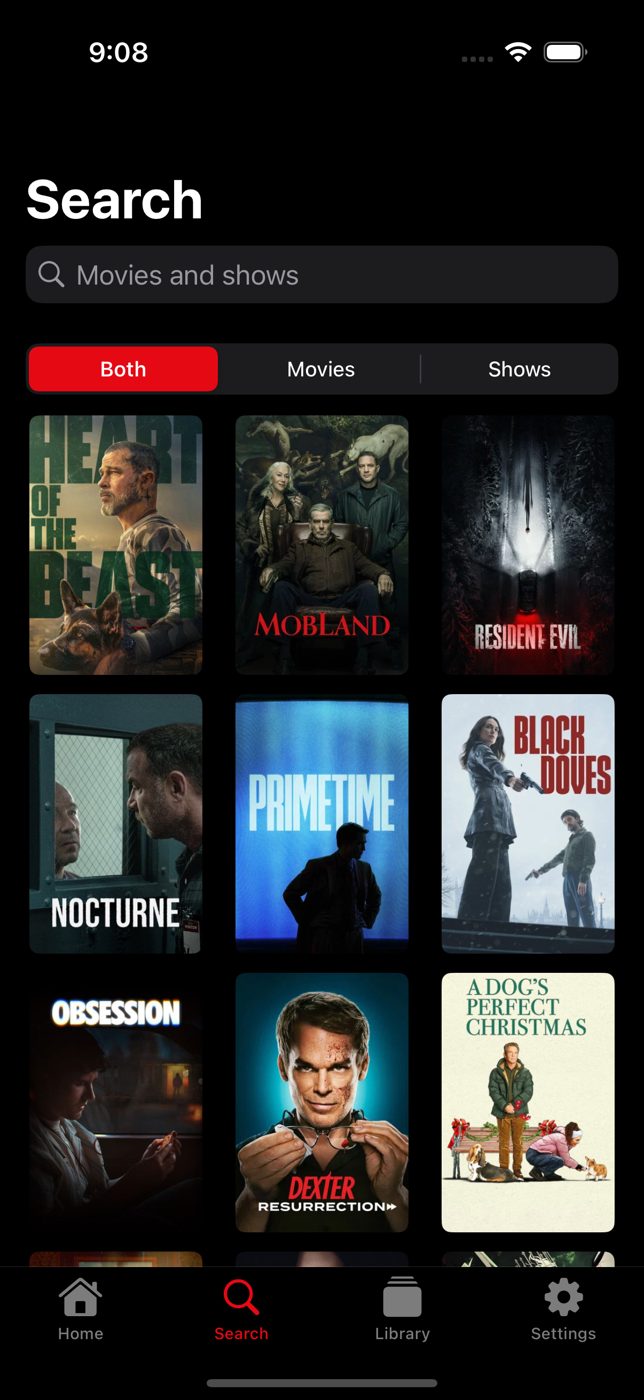 9:08
Search
Movies and shows
Both
Movies
Shows
HEART
OF
THE
BEAST
MOBLAND
RESIDENT EVIL
NOCTURNE
PRIMETIME
BLACK
DOVES
OBSESSION
DEXTER
RESURRECTION
A DOG'S
PERFECT
CHRISTMAS
Home
Search
Library
Settings